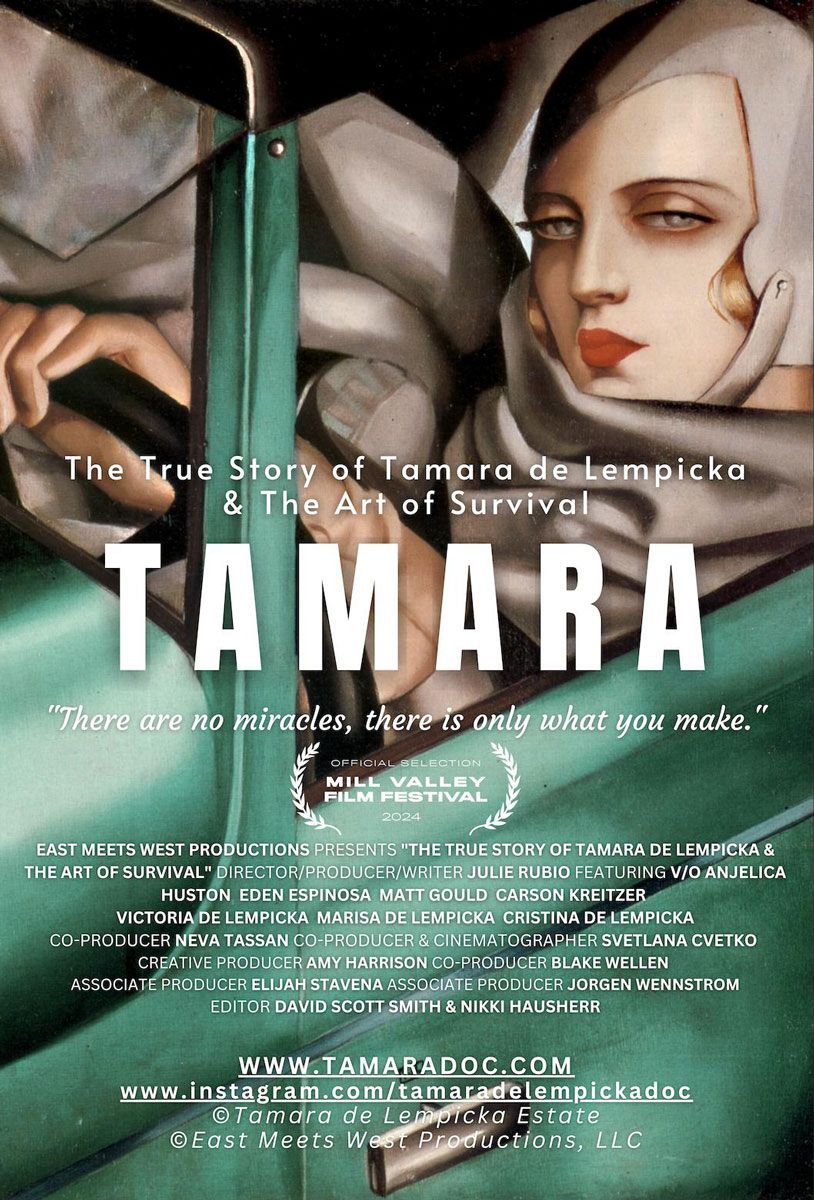 The True Story of Tamara de Lempicka
& The Art of Survival
TAMARA
"There are no miracles, there is only what you make."
OFFICIAL SELECTION
MILL VALLEY
FILM FESTIVAL
2024
EAST MEETS WEST PRODUCTIONS PRESENTS "THE TRUE STORY OF TAMARA DE LEMPICKA &
THE ART OF SURVIVAL" DIRECTOR/PRODUCER/WRITER JULIE RUBIO FEATURING V/O ANJELICA
HUSTON EDEN ESPINOSA MATT GOULD CARSON KREITZER
VICTORIA DE LEMPICKA MARISA DE LEMPICKA CRISTINA DE LEMPICKA
CO-PRODUCER NEVA TASSAN CO-PRODUCER & CINEMATOGRAPHER SVETLANA CVETKO
CREATIVE PRODUCER AMY HARRISON CO-PRODUCER BLAKE WELLEN
ASSOCIATE PRODUCER ELIJAH STAVENA ASSOCIATE PRODUCER JORGEN WENNSTROM
EDITOR DAVID SCOTT SMITH & NIKKI HAUSHERR
WWW.TAMARADOC.COM
www.instagram.com/tamaradelempickadoc
©Tamara de Lempicka Estate
©East Meets West Productions, LLC